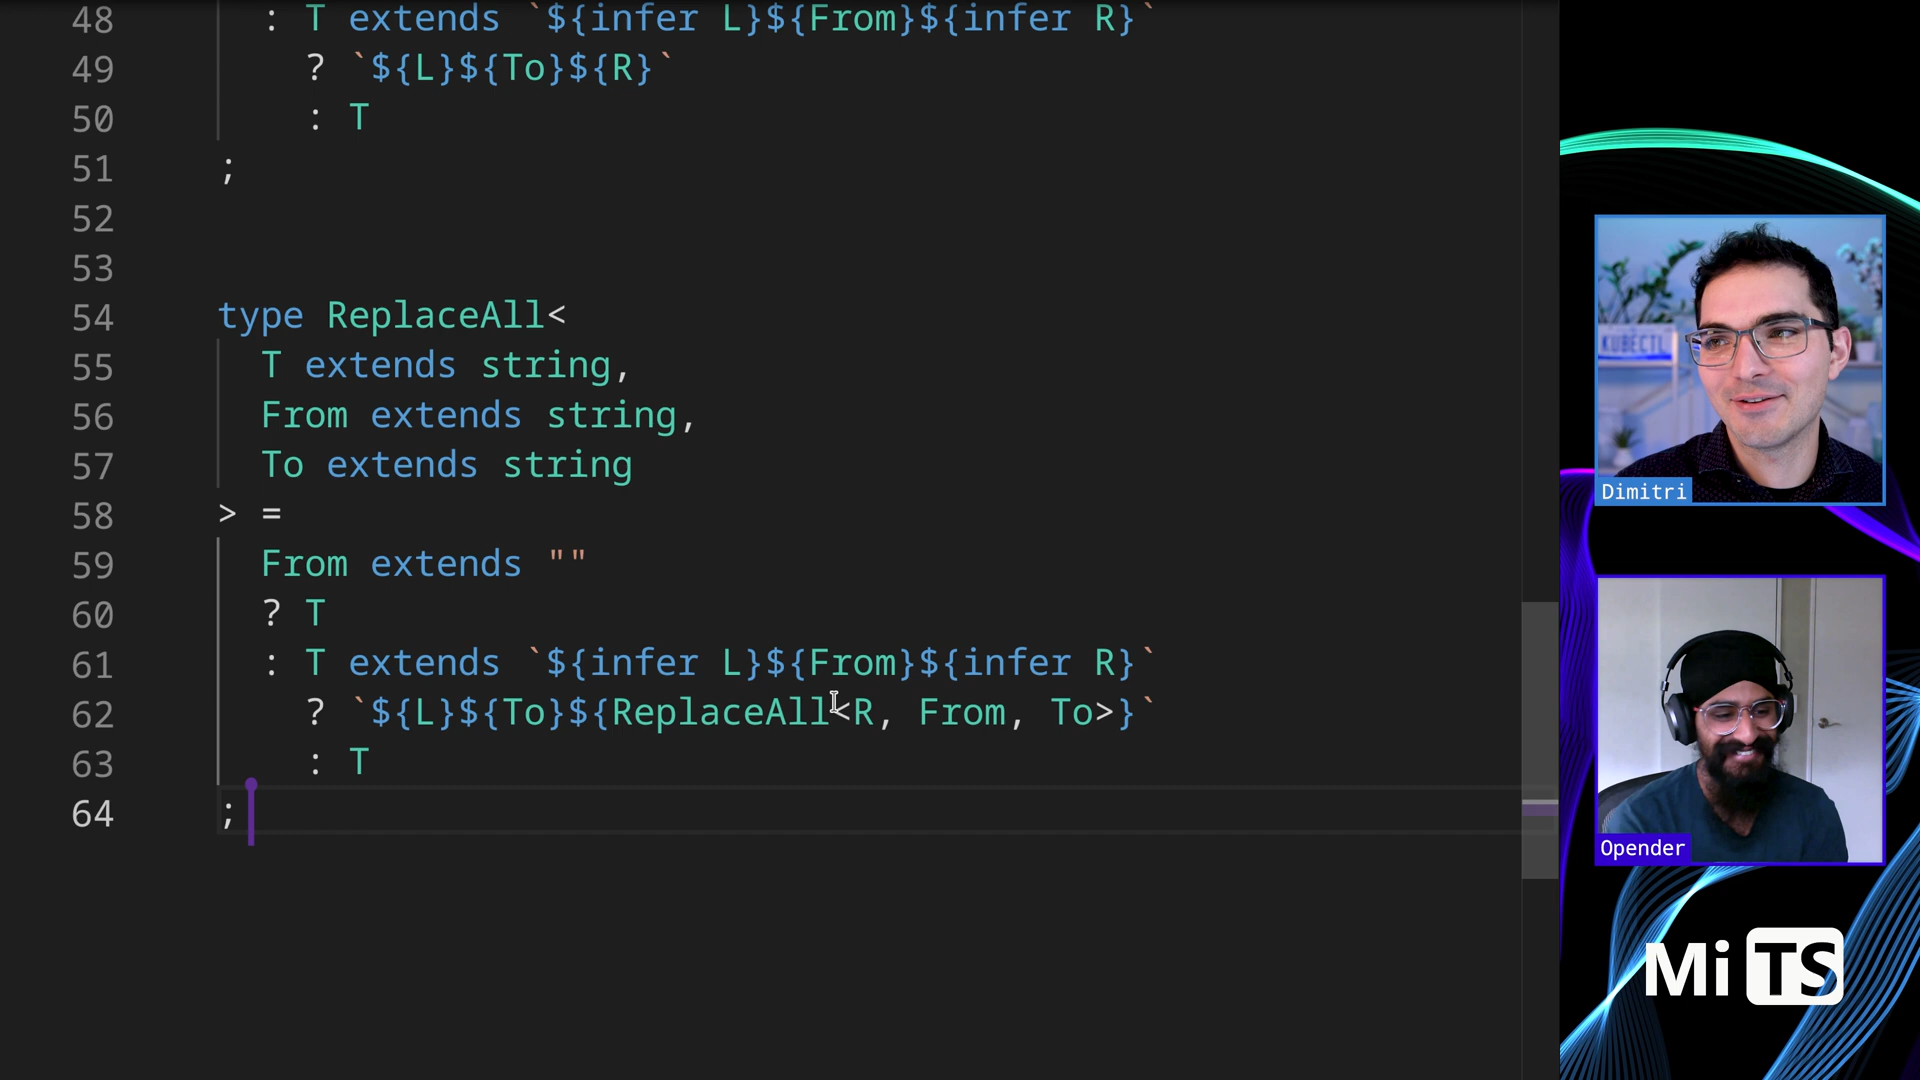 48 : T extends `${infer L}${From}${infer R}`
49 ? `${L}${To}${R}`
50 : T
51 ;
52
53
54 type ReplaceAll<
55 T extends string,
56 From extends string,
57 To extends string
58 > =
59 From extends ""
60 ? T
61 : T extends `${infer L}${From}${infer R}`
62 ? `${L}${To}${ReplaceAll<R, From, To>}`
63 : T
64 ;
KUBECTL
Dimitri
Opender
Mi TS